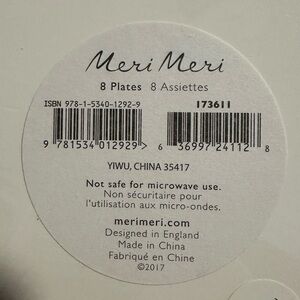 Meri Meri
8 Plates 8 Assiettes
ISBN 978-1-5340-1292-9 173611
9 781534 012929 > 6 36997 24112 8
YIWU, CHINA 35417
Not safe for microwave use.
Non sécuritaire pour
l'utilisation aux micro-ondes.
merimeri.com
Designed in England
Made in China
Fabriqué en Chine
©2017